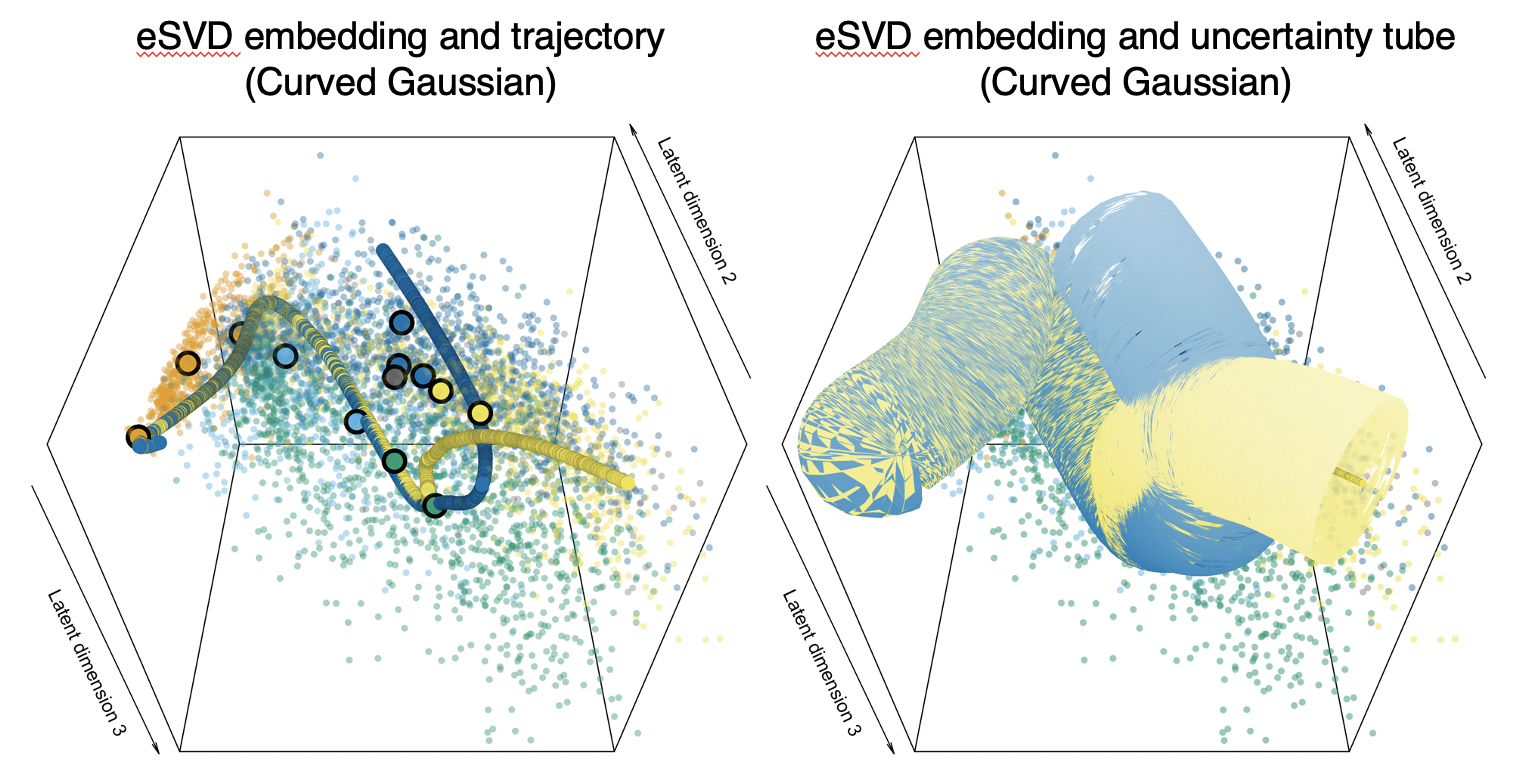 eSVD embedding and trajectory
(Curved Gaussian)
Latent dimension 2
Latent dimension 3
eSVD embedding and uncertainty tube
(Curved Gaussian)
Latent dimension 2
Latent dimension 3